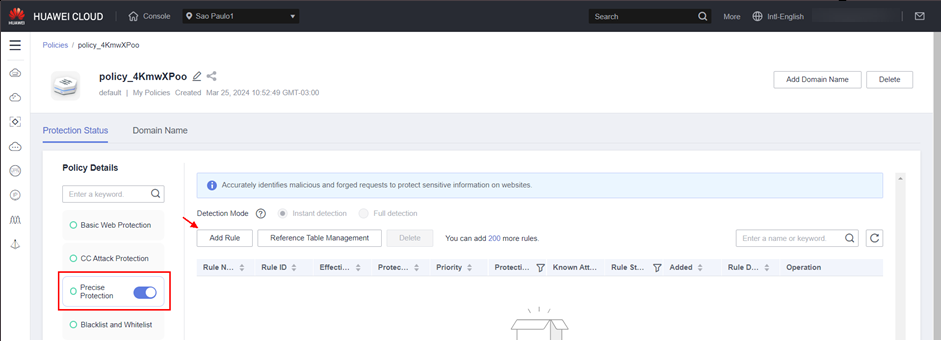 HUAWEI
HUAWEI CLOUD
Console
Sao Paulo1
Search
More
Intl-English
Policies / policy_4KmwXPoo
policy_4KmwXPoo
default | My Policies Created Mar 25, 2024 10:52:49 GMT-03:00
Add Domain Name
Delete
Protection Status
Domain Name
Policy Details
Enter a keyword.
Basic Web Protection
CC Attack Protection
Precise
Protection
Blacklist and Whitelist
Accurately identifies malicious and forged requests to protect sensitive information on websites.
Detection Mode ? Instant detection Full detection
Add Rule
Reference Table Management
Delete
You can add 200 more rules.
Enter a name or keyword.
Rule N... Rule ID Effecti... Protec... Priority Protecti... Known Att... Rule St... Added Rule D... Operation